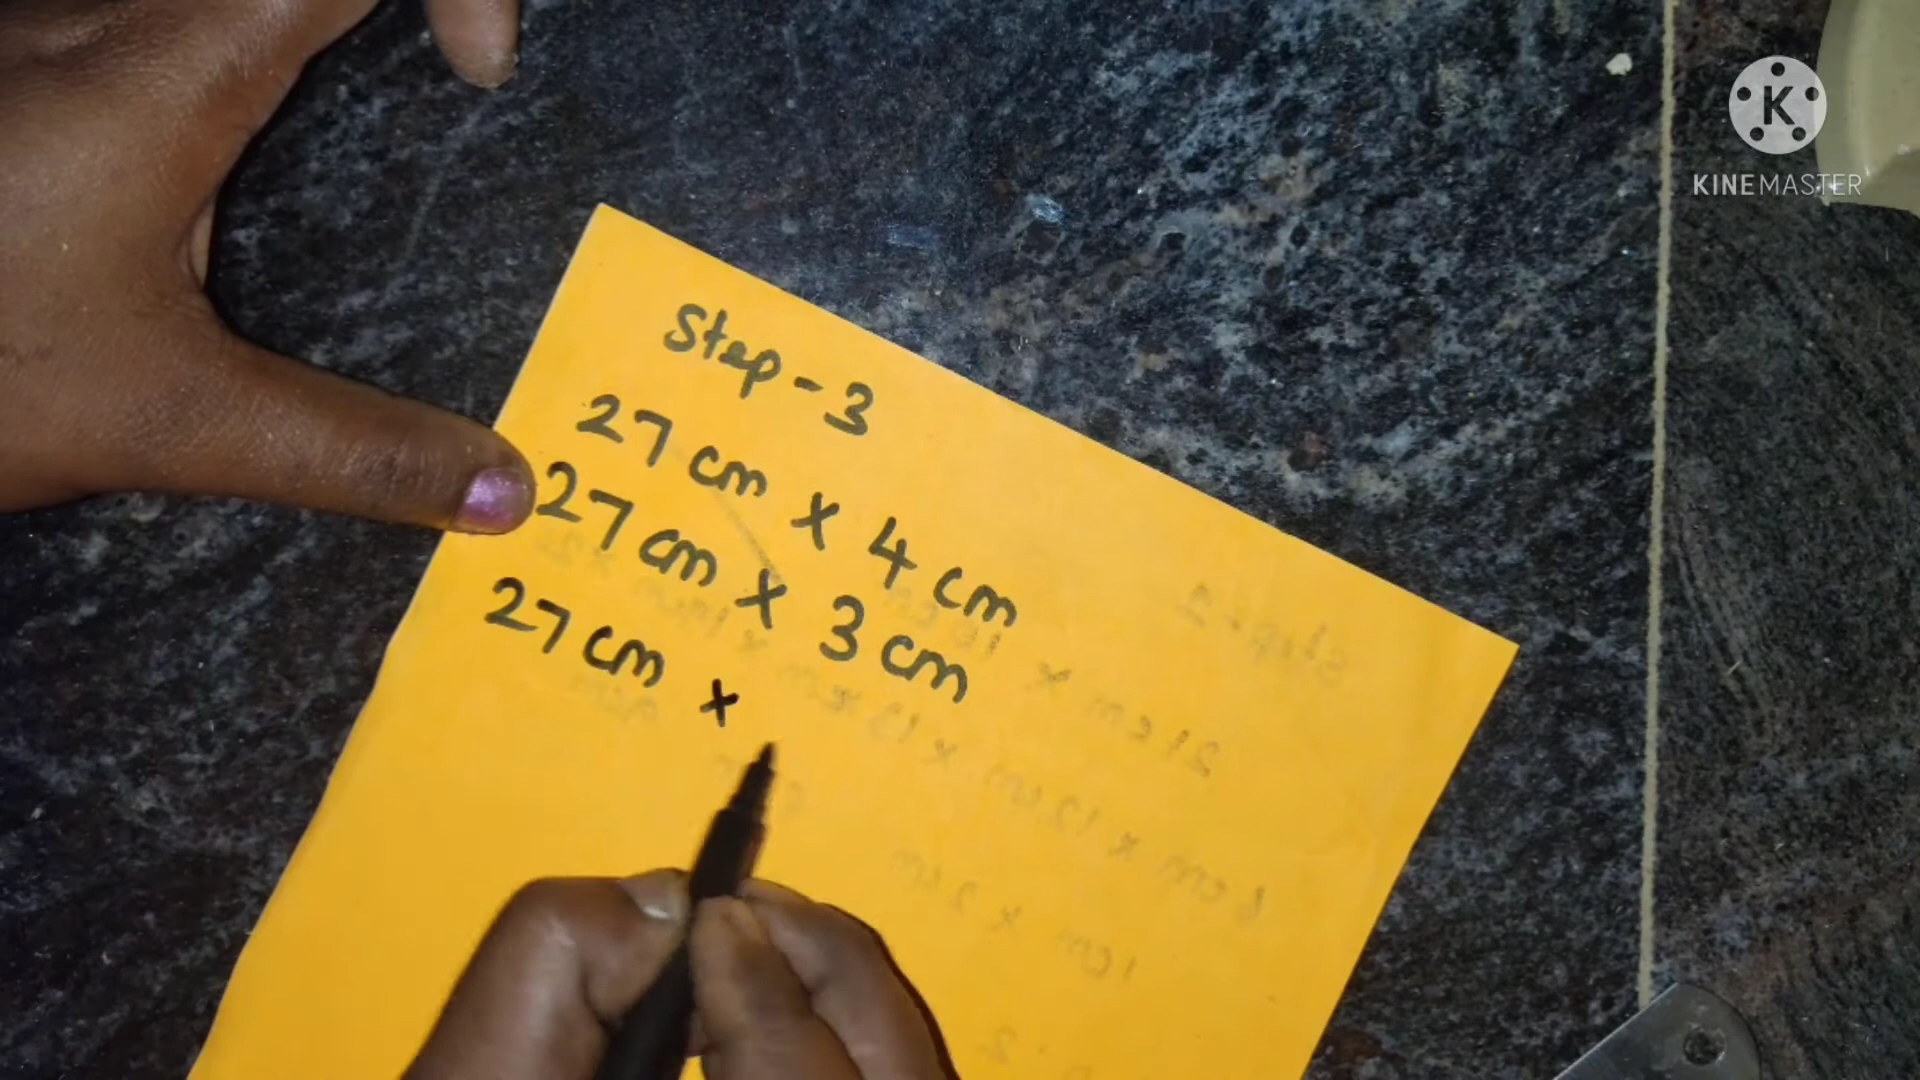 Step - 3
27 cm x 4 cm
27 cm x 3 cm
27 cm x
K
KINEMASTER